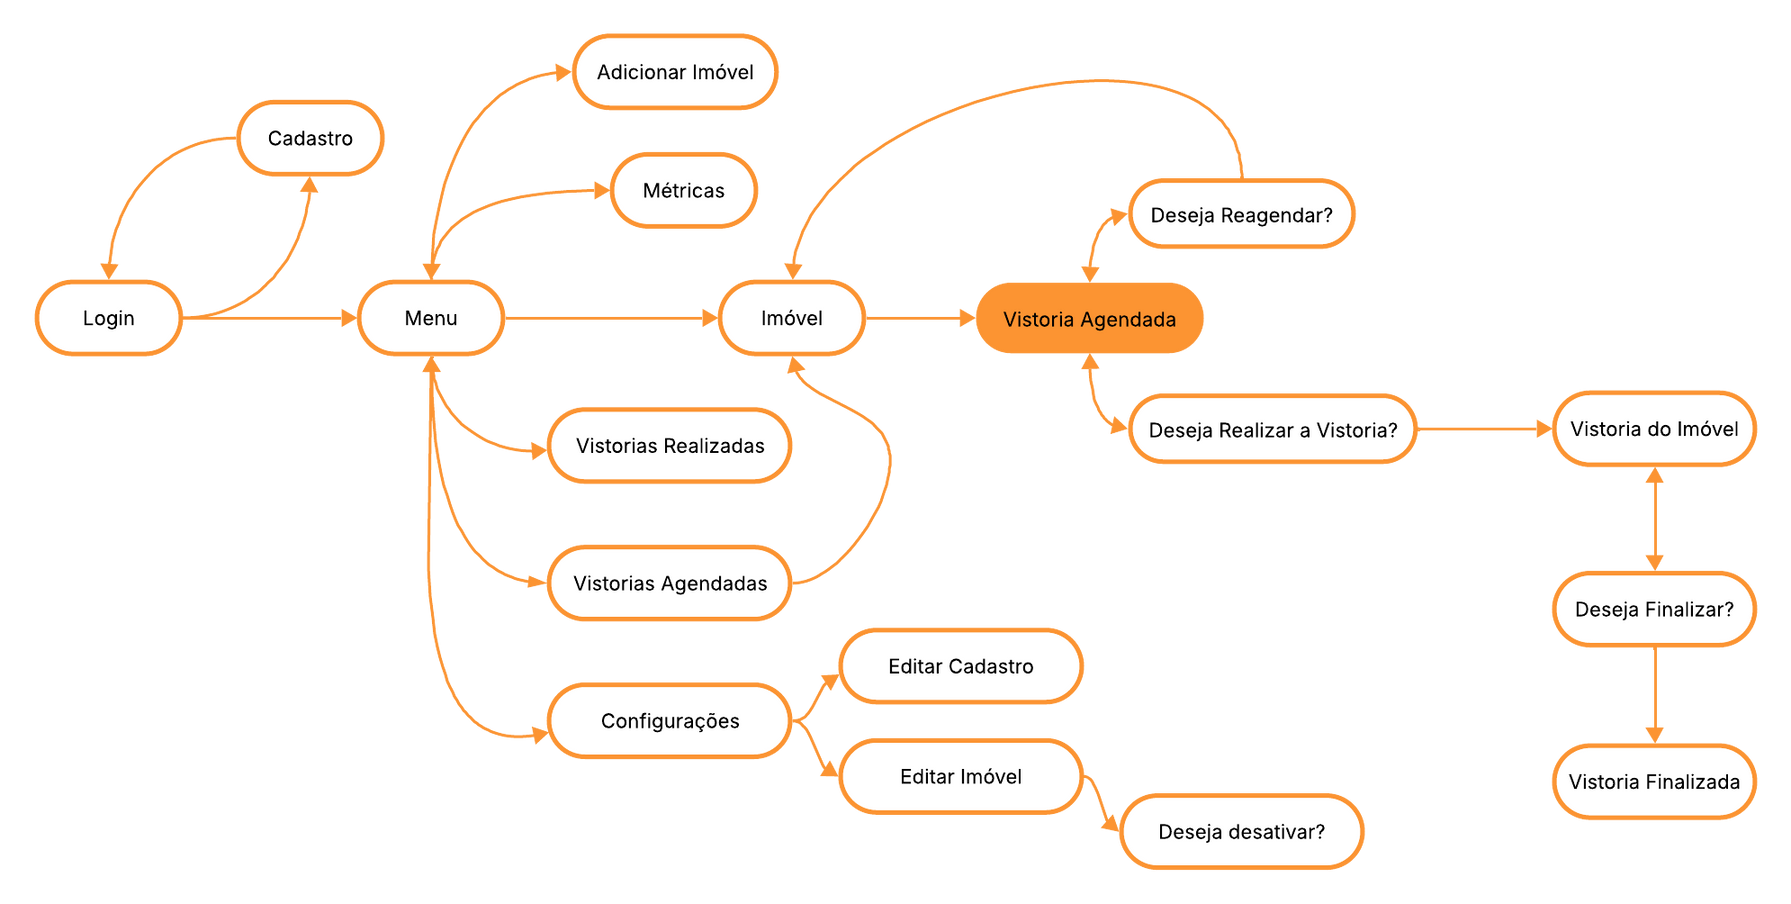 Adicionar Imóvel
Cadastro
Métricas
Deseja Reagendar?
Login
Menu
Imóvel
Vistoria Agendada
Vistorias Realizadas
Deseja Realizar a Vistoria?
Vistoria do Imóvel
Vistorias Agendadas
Deseja Finalizar?
Editar Cadastro
Configurações
Editar Imóvel
Vistoria Finalizada
Deseja desativar?